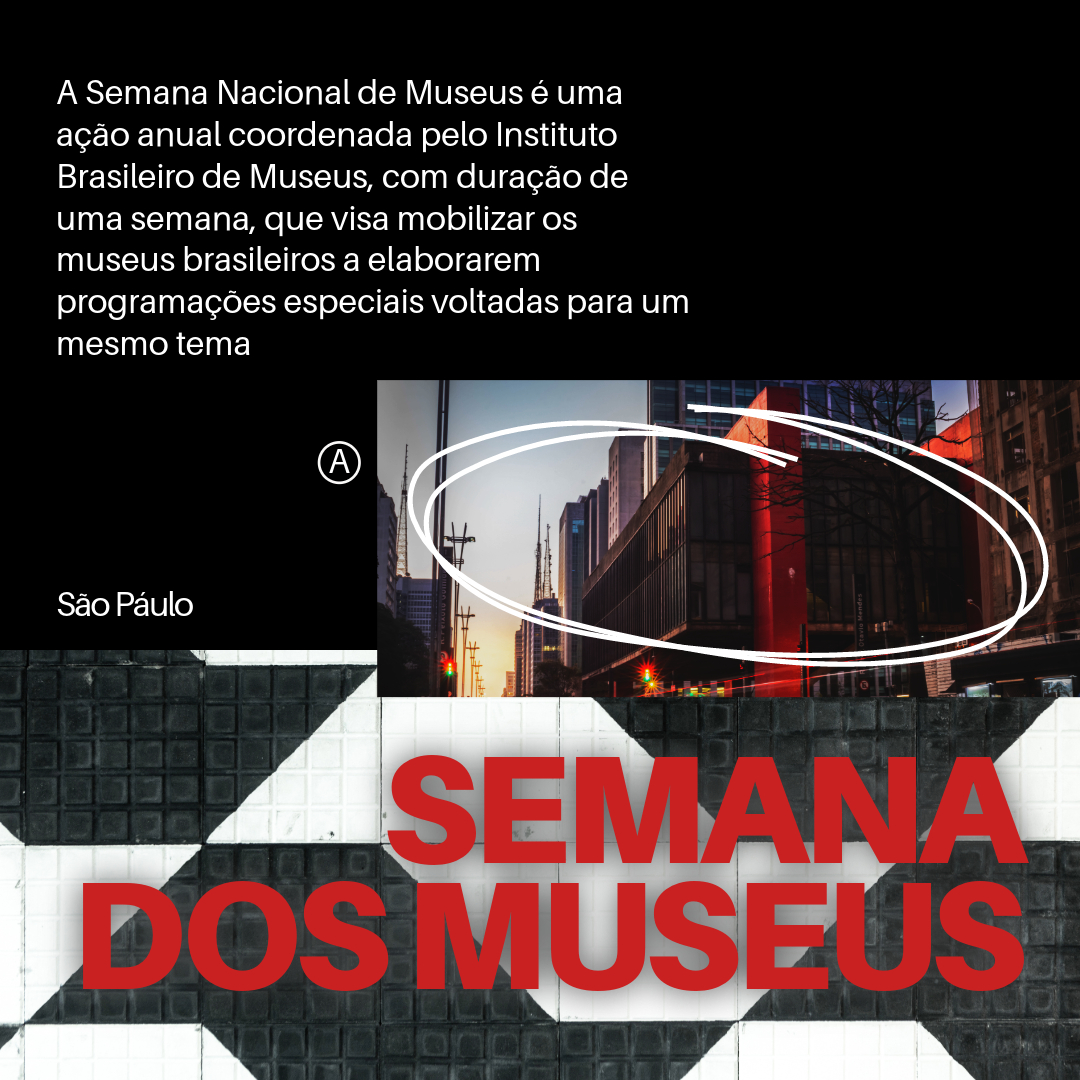 A Semana Nacional de Museus é uma
ação anual coordenada pelo Instituto
Brasileiro de Museus, com duração de
uma semana, que visa mobilizar os
museus brasileiros a elaborarem
programações especiais voltadas para um
mesmo tema
A
São Páulo
SEMANA
DOS MUSEUS